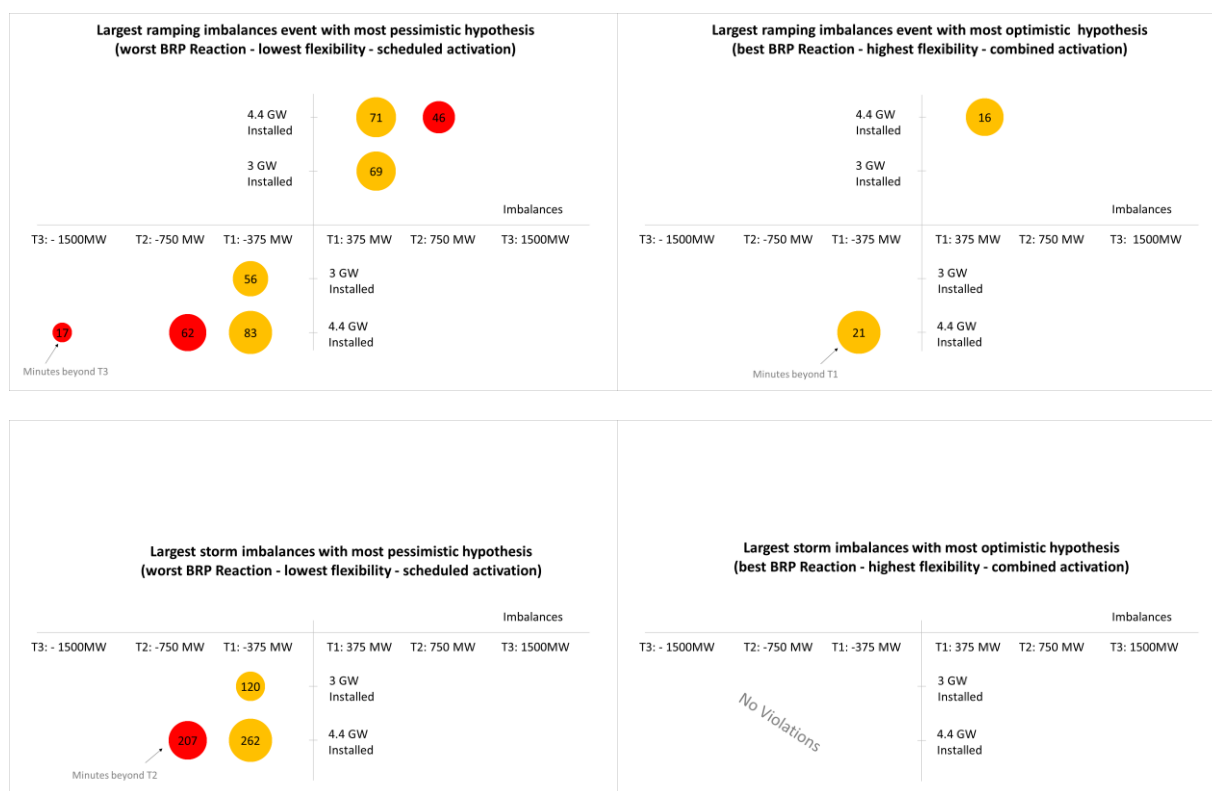 Largest ramping imbalances event with most pessimistic hypothesis
(worst BRP Reaction - lowest flexibility - scheduled activation)
4.4 GW
Installed
71
46
3 GW
Installed
69
Imbalances
T3: - 1500MW
T2: -750 MW
T1: -375 MW
T1: 375 MW
T2: 750 MW
T3: 1500MW
56
3 GW
Installed
17
62
83
4.4 GW
Installed
Minutes beyond T3
Largest ramping imbalances event with most optimistic hypothesis
(best BRP Reaction - highest flexibility - combined activation)
4.4 GW
Installed
16
3 GW
Installed
Imbalances
T3: - 1500MW
T2: -750 MW
T1: -375 MW
T1: 375 MW
T2: 750 MW
T3: 1500MW
3 GW
Installed
21
4.4 GW
Installed
Minutes beyond T1
Largest storm imbalances with most pessimistic hypothesis
(worst BRP Reaction - lowest flexibility - scheduled activation)
Imbalances
T3: - 1500MW
T2: -750 MW
T1: -375 MW
T1: 375 MW
T2: 750 MW
T3: 1500MW
120
3 GW
Installed
207
262
4.4 GW
Installed
Minutes beyond T2
Largest storm imbalances with most optimistic hypothesis
(best BRP Reaction - highest flexibility - combined activation)
Imbalances
T3: - 1500MW
T2: -750 MW
T1: -375 MW
T1: 375 MW
T2: 750 MW
T3: 1500MW
3 GW
Installed
No Violations
4.4 GW
Installed